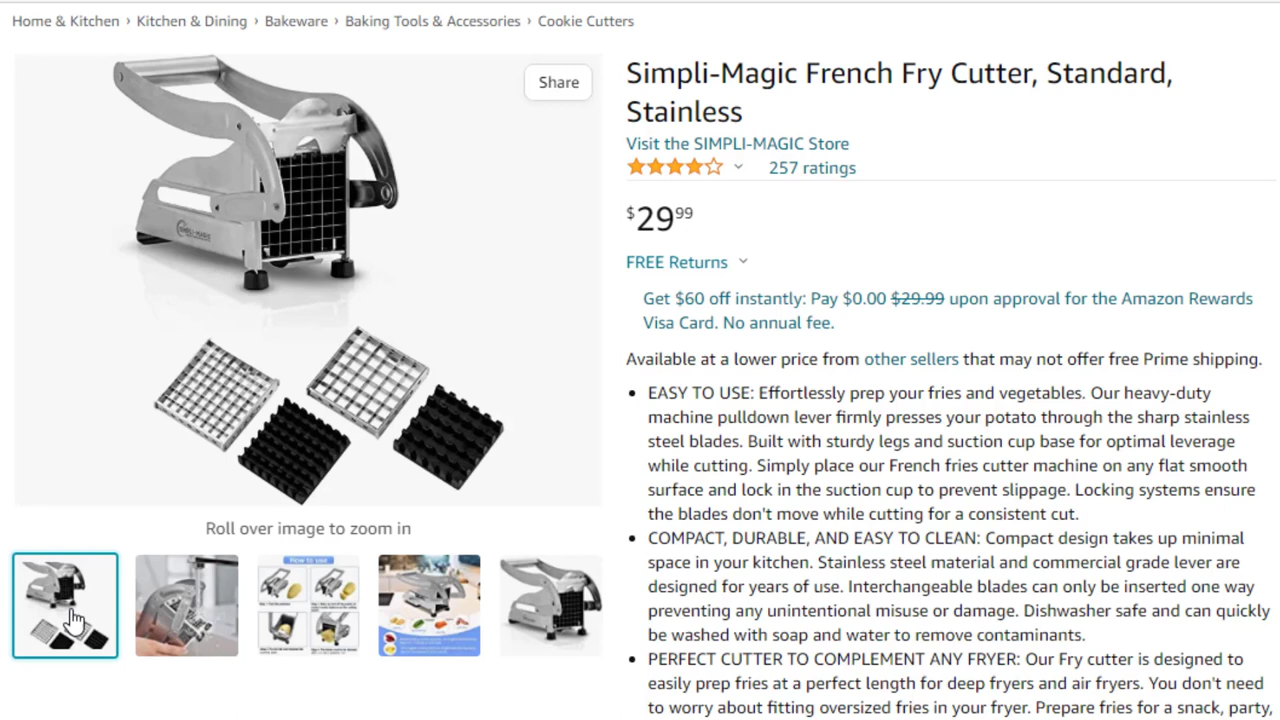 Home & Kitchen › Kitchen & Dining › Bakeware › Baking Tools & Accessories › Cookie Cutters
Share
SIMPLI-MAGIC
Roll over image to zoom in
How to use
Simpli-Magic French Fry Cutter, Standard,
Stainless
Visit the SIMPLI-MAGIC Store
257 ratings
$2999
FREE Returns
Get $60 off instantly: Pay $0.00 $29.99 upon approval for the Amazon Rewards
Visa Card. No annual fee.
Available at a lower price from other sellers that may not offer free Prime shipping.
• EASY TO USE: Effortlessly prep your fries and vegetables. Our heavy-duty
machine pulldown lever firmly presses your potato through the sharp stainless
steel blades. Built with sturdy legs and suction cup base for optimal leverage
while cutting. Simply place our French fries cutter machine on any flat smooth
surface and lock in the suction cup to prevent slippage. Locking systems ensure
the blades don't move while cutting for a consistent cut.
• COMPACT, DURABLE, AND EASY TO CLEAN: Compact design takes up minimal
space in your kitchen. Stainless steel material and commercial grade lever are
designed for years of use. Interchangeable blades can only be inserted one way
preventing any unintentional misuse or damage. Dishwasher safe and can quickly
be washed with soap and water to remove contaminants.
• PERFECT CUTTER TO COMPLEMENT ANY FRYER: Our Fry cutter is designed to
easily prep fries at a perfect length for deep fryers and air fryers. You don't need
to worry about fitting oversized fries in your fryer. Prepare fries for a snack, party,